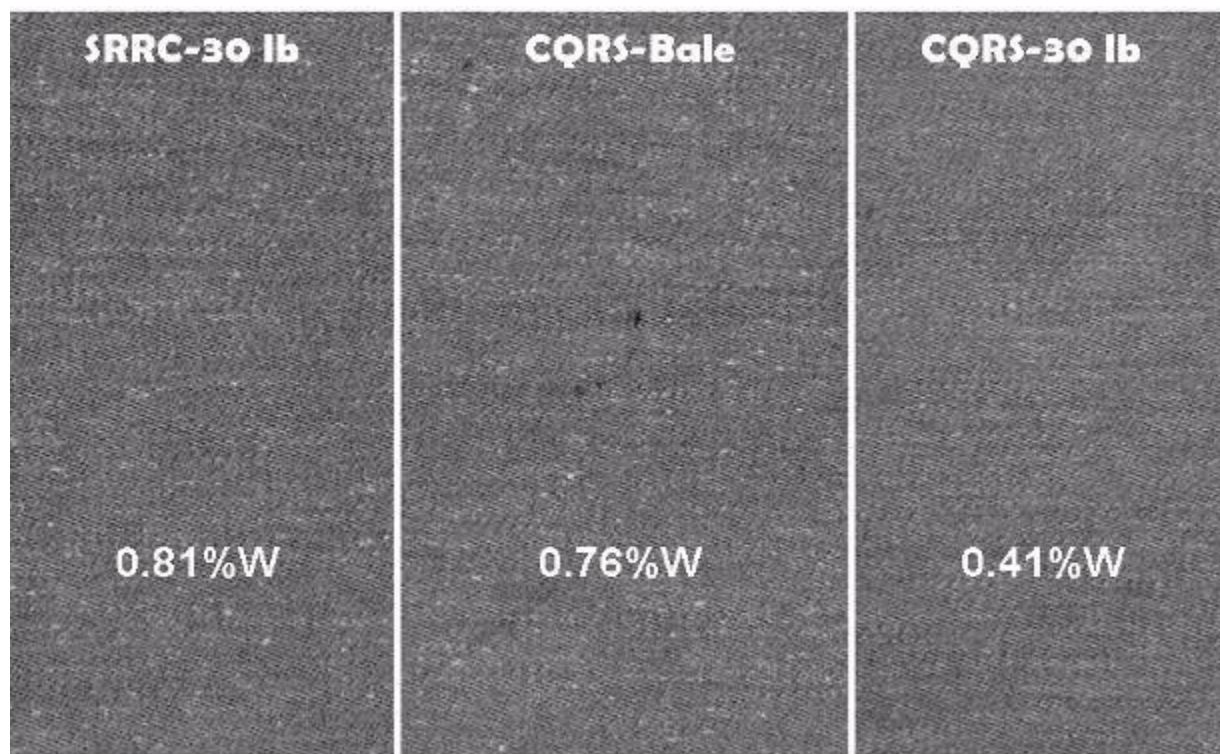 SRRC-30 lb
CQRS-Bale
CQRS-30 lb
0.81%W
0.76%W
0.41%W